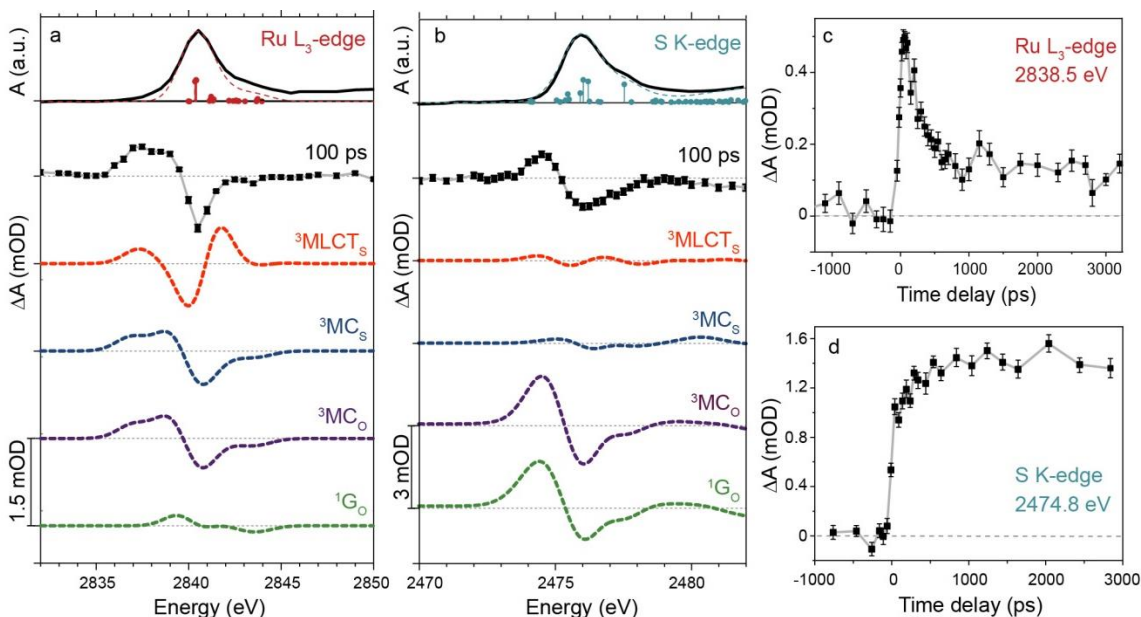 a
Ru L3-edge
A (a.u.)
100 ps
ΔA (mOD)
³MLCTS
³MCS
³MCO
¹GO
1.5 mOD
2835 2840 2845 2850
Energy (eV)
b
S K-edge
A (a.u.)
100 ps
ΔA (mOD)
³MLCTS
³MCS
³MCO
¹GO
3 mOD
2470 2475 2480
Energy (eV)
c
Ru L3-edge
2838.5 eV
ΔA (mOD)
0.4
0.2
0
-1000 0 1000 2000 3000
Time delay (ps)
d
ΔA (mOD)
1.6
1.2
0.8
0.4
0
S K-edge
2474.8 eV
-1000 0 1000 2000 3000
Time delay (ps)